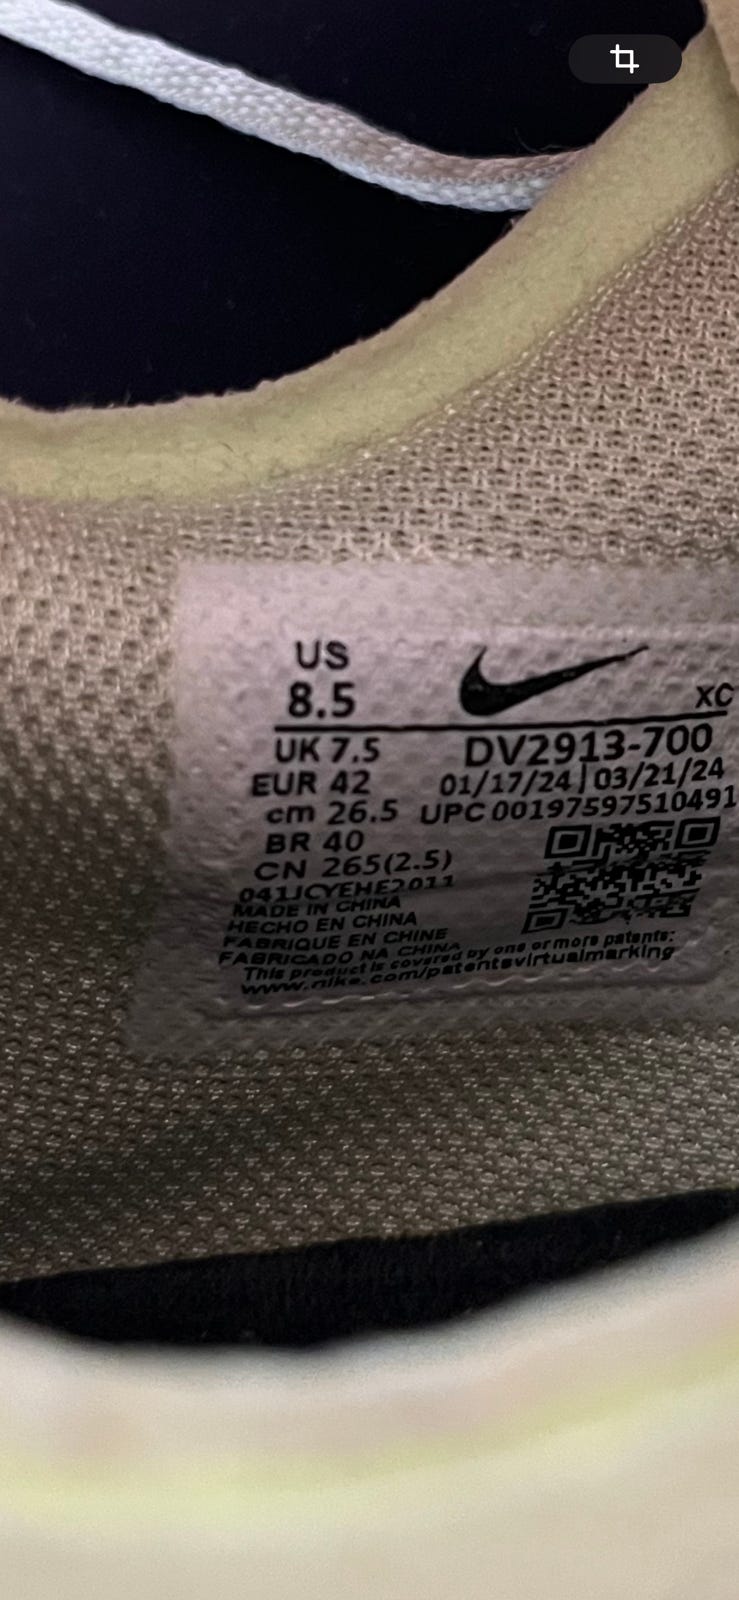 US
8.5
XC
UK 7.5
DV2913-700
EUR 42
01/17/24 | 03/21/24
cm 26.5
UPC 00197597510491
BR 40
CN 265(2.5)
041JCYEHE2011
MADE IN CHINA
HECHO EN CHINA
FABRIQUE EN CHINE
FABRICADO NA CHINA
This product is covered by one or more patents:
www.nike.com/patentsvirtualmarking